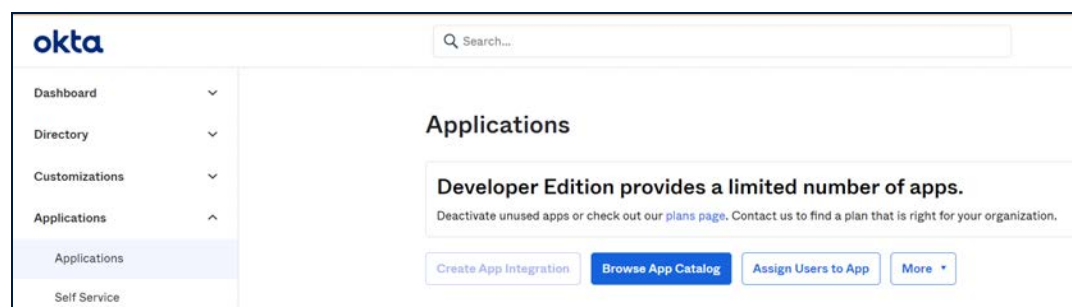 okta
Search...
Dashboard
Directory
Customizations
Applications
Applications
Self Service
Applications
Developer Edition provides a limited number of apps.
Deactivate unused apps or check out our plans page. Contact us to find a plan that is right for your organization.
Create App Integration
Browse App Catalog
Assign Users to App
More